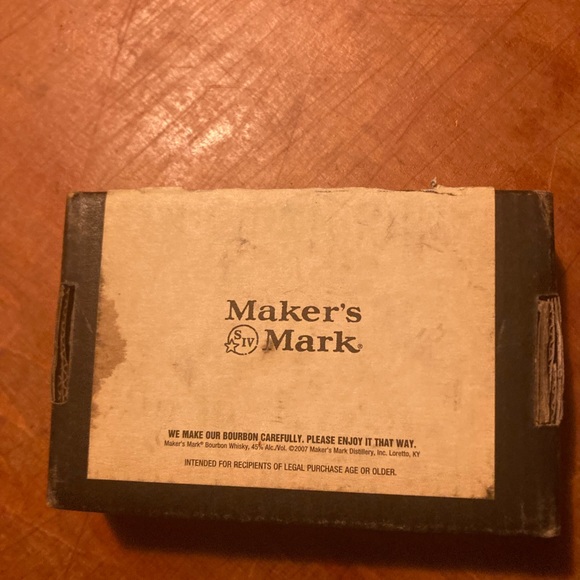 Maker's
SIV Mark®
WE MAKE OUR BOURBON CAREFULLY. PLEASE ENJOY IT THAT WAY.
Maker's Mark® Bourbon Whisky, 45% Alc./Vol. ©2007 Maker's Mark Distillery, Inc. Loretto, KY
INTENDED FOR RECIPIENTS OF LEGAL PURCHASE AGE OR OLDER.